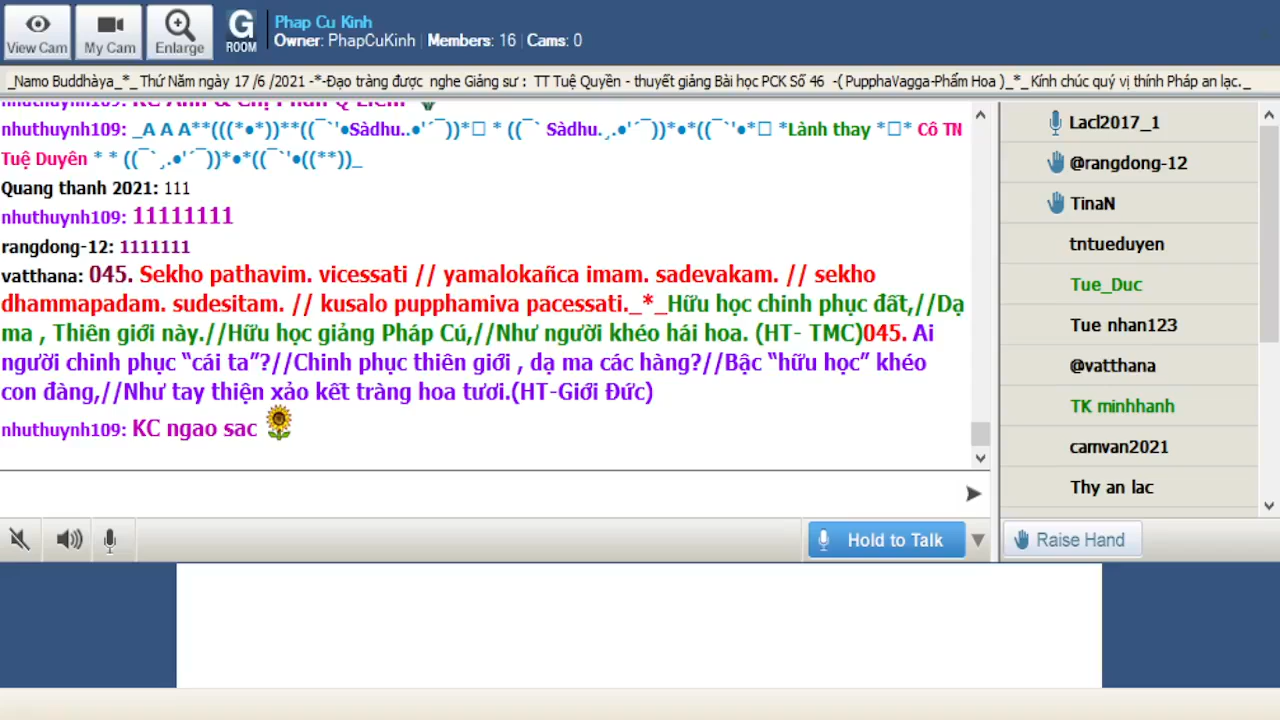 Phap Cu Kinh
Owner: PhapCuKinh | Members: 16 | Cams: 0
View Cam
My Cam
Enlarge
G
ROOM
_Namo Buddhàya_*_ Thứ Năm ngày 17 /6 /2021 -*-Đạo tràng được nghe Giảng sư : TT Tuệ Quyền - thuyết giảng Bài học PCK Số 46 -( PupphaVagga-Phẩm Hoa )_*_ Kính chúc quý vị thính Pháp an lạc._
nhuthuynh109: _A A A**(((*•*))**((¯`'•Sàdhu..•'´¯))*•*□ * ((¯` Sàdhu.¸.•'´¯))*•*((¯`'•*□ *Lành thay *□* Cô TN
Tuệ Duyên * * ((¯`¸.•'´¯))*•*((¯`'•((**))_
Quang thanh 2021: 111
nhuthuynh109: 11111111
rangdong-12: 1111111
vatthana: 045. Sekho pathavim. vicessati // yamalokañca imam. sadevakam. // sekho
dhammapadam. sudesitam. // kusalo pupphamiva pacessati._*_Hữu học chinh phục đất,//Dạ
ma , Thiên giới này.//Hữu học giảng Pháp Cú,//Như người khéo hái hoa. (HT- TMC)045. Ai
người chinh phục “cái ta”?//Chinh phục thiên giới , dạ ma các hàng?//Bậc “hữu học” khéo
con đàng,//Như tay thiện xảo kết tràng hoa tươi.(HT-Giới Đức)
nhuthuynh109: KC ngao sac
Lacl2017_1
@rangdong-12
TinaN
tntueduyen
Tue_Duc
Tue nhan123
@vatthana
TK minhhanh
camvan2021
Thy an lac
Hold to Talk
Raise Hand